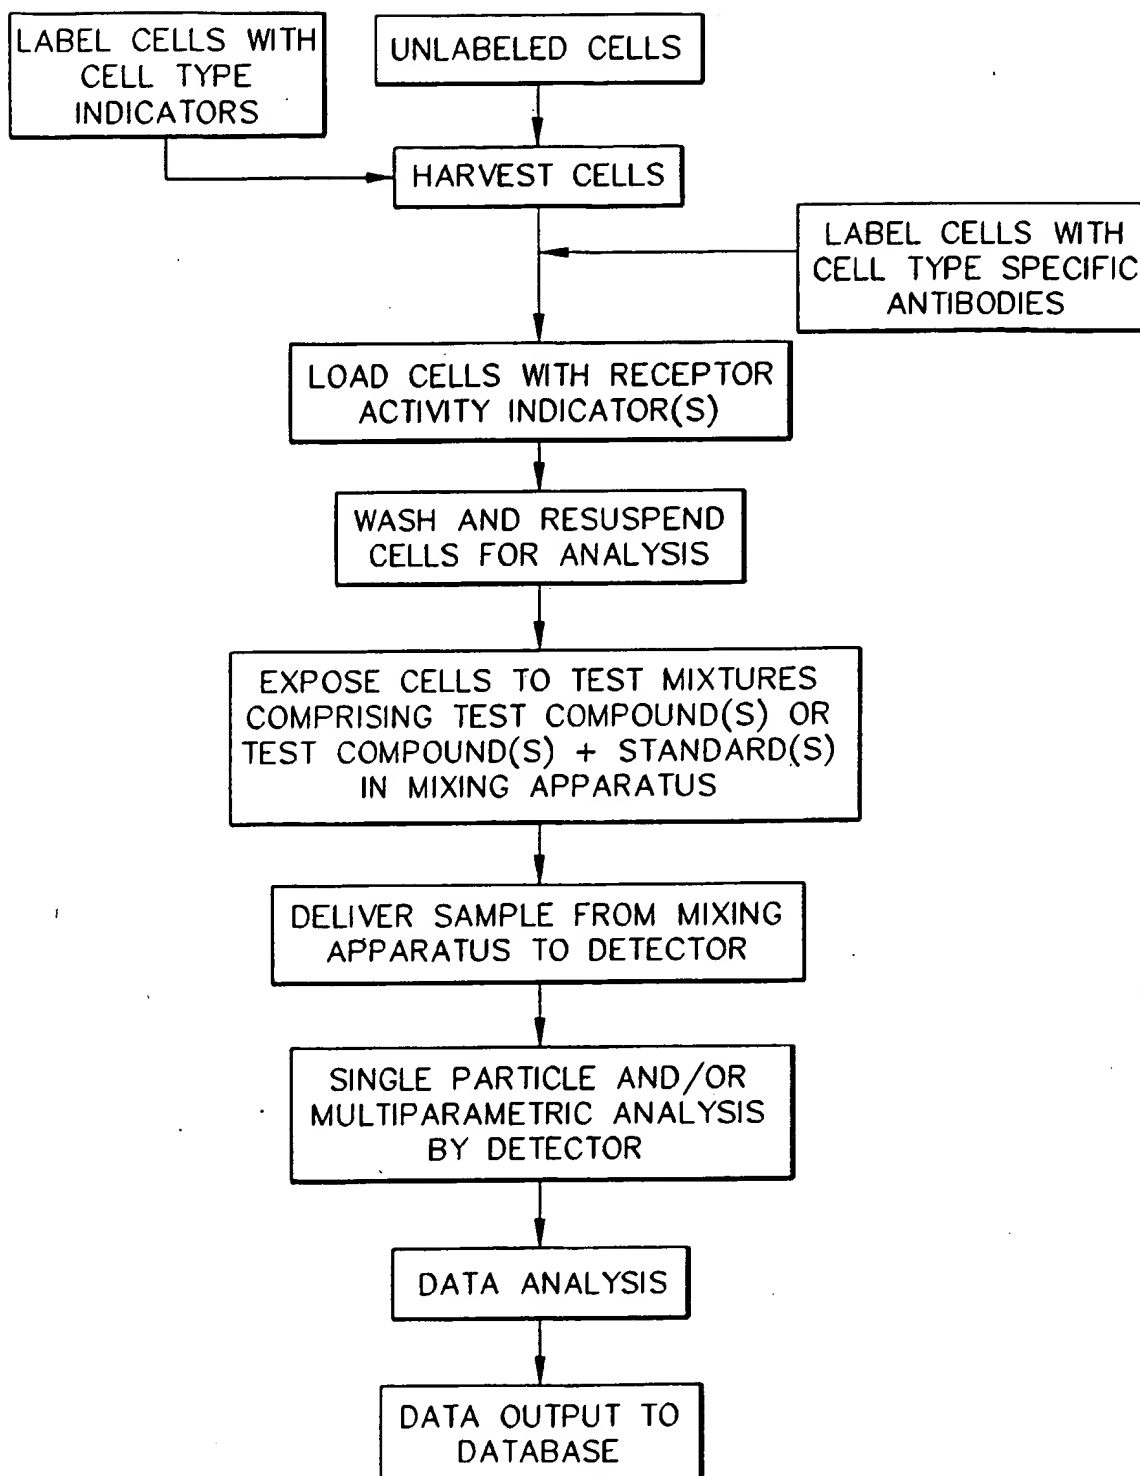 LABEL CELLS WITH
CELL TYPE
INDICATORS
UNLABELED CELLS
HARVEST CELLS
LABEL CELLS WITH
CELL TYPE SPECIFIC
ANTIBODIES
LOAD CELLS WITH RECEPTOR
ACTIVITY INDICATOR(S)
WASH AND RESUSPEND
CELLS FOR ANALYSIS
EXPOSE CELLS TO TEST MIXTURES
COMPRISING TEST COMPOUND(S) OR
TEST COMPOUND(S) + STANDARD(S)
IN MIXING APPARATUS
DELIVER SAMPLE FROM MIXING
APPARATUS TO DETECTOR
SINGLE PARTICLE AND/OR
MULTIPARAMETRIC ANALYSIS
BY DETECTOR
DATA ANALYSIS
DATA OUTPUT TO
DATABASE